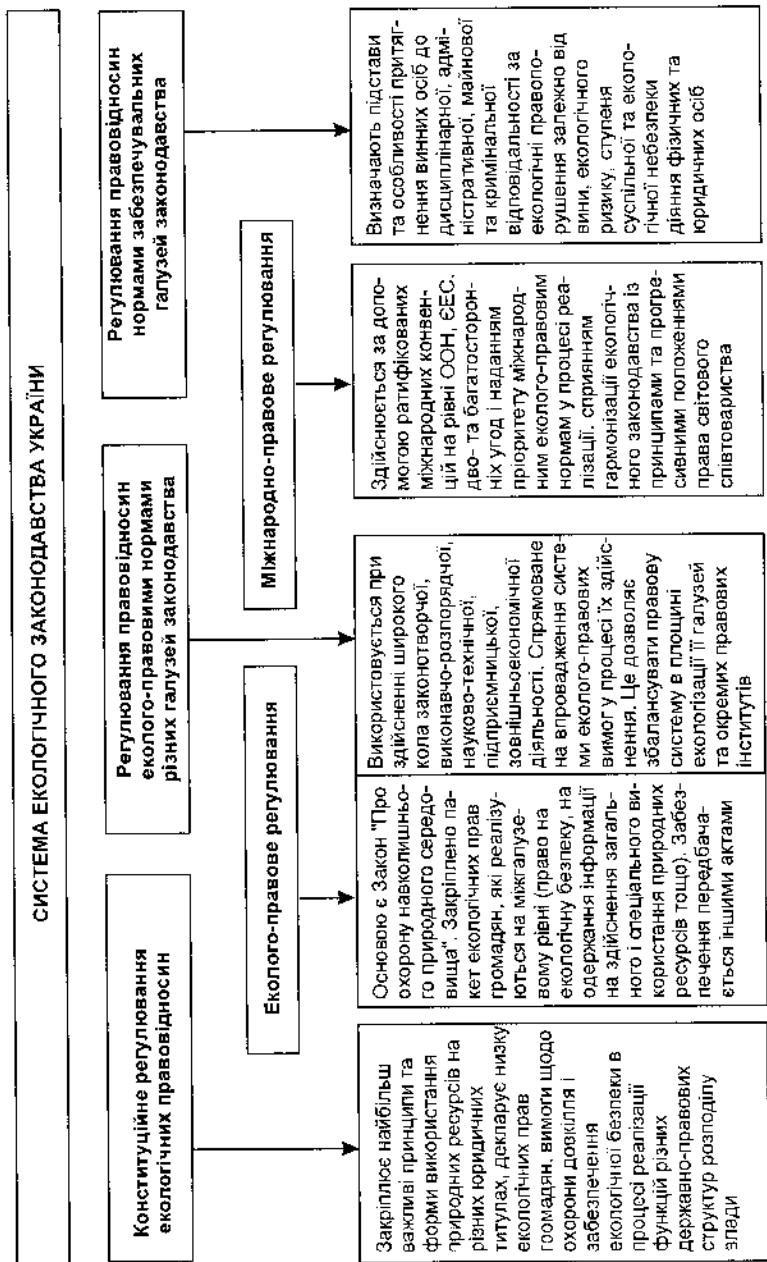 СИСТЕМА ЕКОЛОГІЧНОГО ЗАКОНОДАВСТВА УКРАЇНИ
Конституційне регулювання
екологічних правовідносин
Регулювання правовідносин
еколого-правовими нормами
різних галузей законодавства
Регулювання правовідносин
нормами забезпечувальних
галузей законодавства
Еколого-правове регулювання
Міжнародно-правове регулювання
Закріплює найбільш
важливі принципи та
форми використання
природних ресурсів на
різних юридичних
титулах, декларує низку
екологічних прав
громадян, вимоги щодо
охорони довкілля і
забезпечення
екологічної безпеки в
процесі реалізації
функцій різних
державно-правових
структур розподілу
влади
Основою є Закон "Про
охорону навколишньо-
го природного середо-
вища". Закріплено па-
кет екологічних прав
громадян, які реалізу-
ються на міжгалузе-
вому рівні (право на
екологічну безпеку, на
одержання інформації
на здійснення загаль-
ного і спеціального ви-
користання природних
ресурсів тощо). Забез-
печення передбача-
ється іншими актами
Використовується при
здійсненні широкого
кола законотворчої,
виконавчо-розпорядчої,
науково-технічної,
підприємницької,
зовнішньоекономічної
діяльності. Спрямоване
на впровадження систе-
ми еколого-правових
вимог у процесі їх здійс-
нення. Це дозволяє
збалансувати правову
систему в площині
екологізації її галузей
та окремих правових
інститутів
Здійснюється за допо-
могою ратифікованих
міжнародних конвен-
цій на рівні ООН, ЄЕС.
дво- та багатосторон-
ніх угод і наданням
пріоритету міжнарод-
ним еколого-правовим
нормам у процесі реа-
лізації. сприянням
гармонізації екологіч-
ного законодавства із
принципами та прогре-
сивними положеннями
права світового
співтовариства
Визначають підстави
та особливості притяг-
нення винних осіб до
дисциплінарної, адмі-
ністративної, майнової
та кримінальної
відповідальності за
екологічні правопо-
рушення залежно від
вини, екологічного
ризику, ступеня
суспільної та еколо-
гічної небезпеки
діяння фізичних та
юридичних осіб